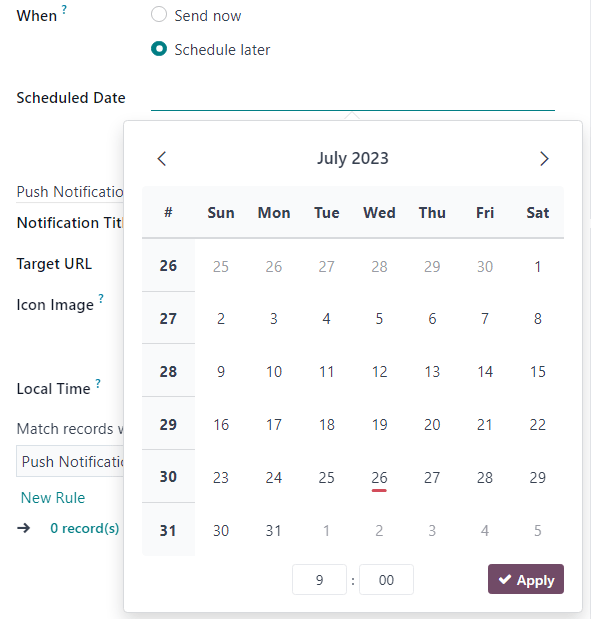 When ?
Send now
Schedule later
Scheduled Date
July 2023
# Sun Mon Tue Wed Thu Fri Sat
26 25 26 27 28 29 30 1
27 2 3 4 5 6 7 8
28 9 10 11 12 13 14 15
29 16 17 18 19 20 21 22
30 23 24 25 26 27 28 29
31 30 31 1 2 3 4 5
9 : 00 Apply
Push Notificatio
Notification Titl
Target URL
Icon Image ?
Local Time ?
Match records w
Push Notificatio
New Rule
0 record(s)